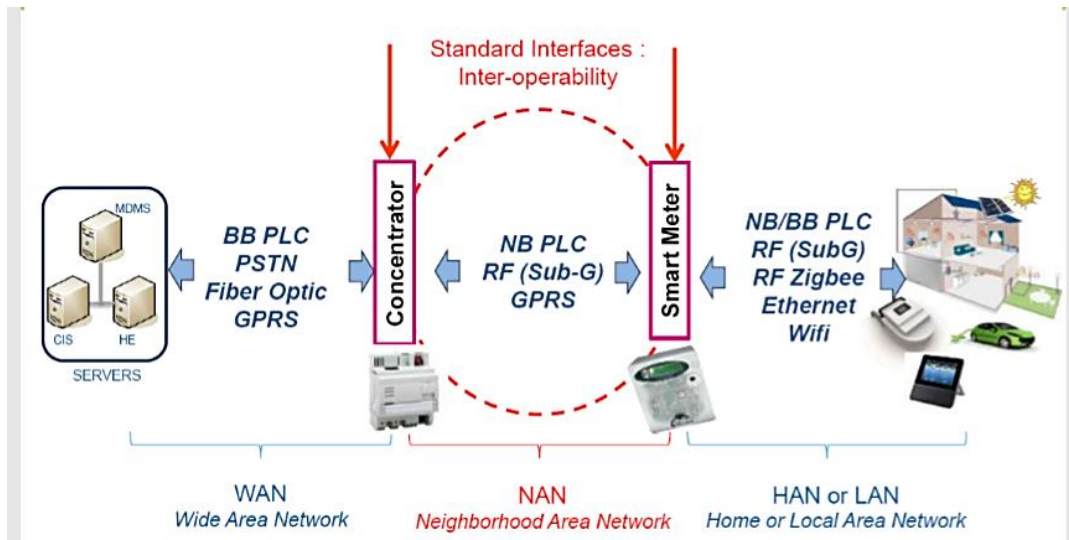 Standard Interfaces :
Inter-operability
MDMS
CIS
HE
SERVERS
BB PLC
PSTN
Fiber Optic
GPRS
Concentrator
NB PLC
RF (Sub-G)
GPRS
Smart Meter
NB/BB PLC
RF (SubG)
RF Zigbee
Ethernet
Wifi
WAN
Wide Area Network
NAN
Neighborhood Area Network
HAN or LAN
Home or Local Area Network